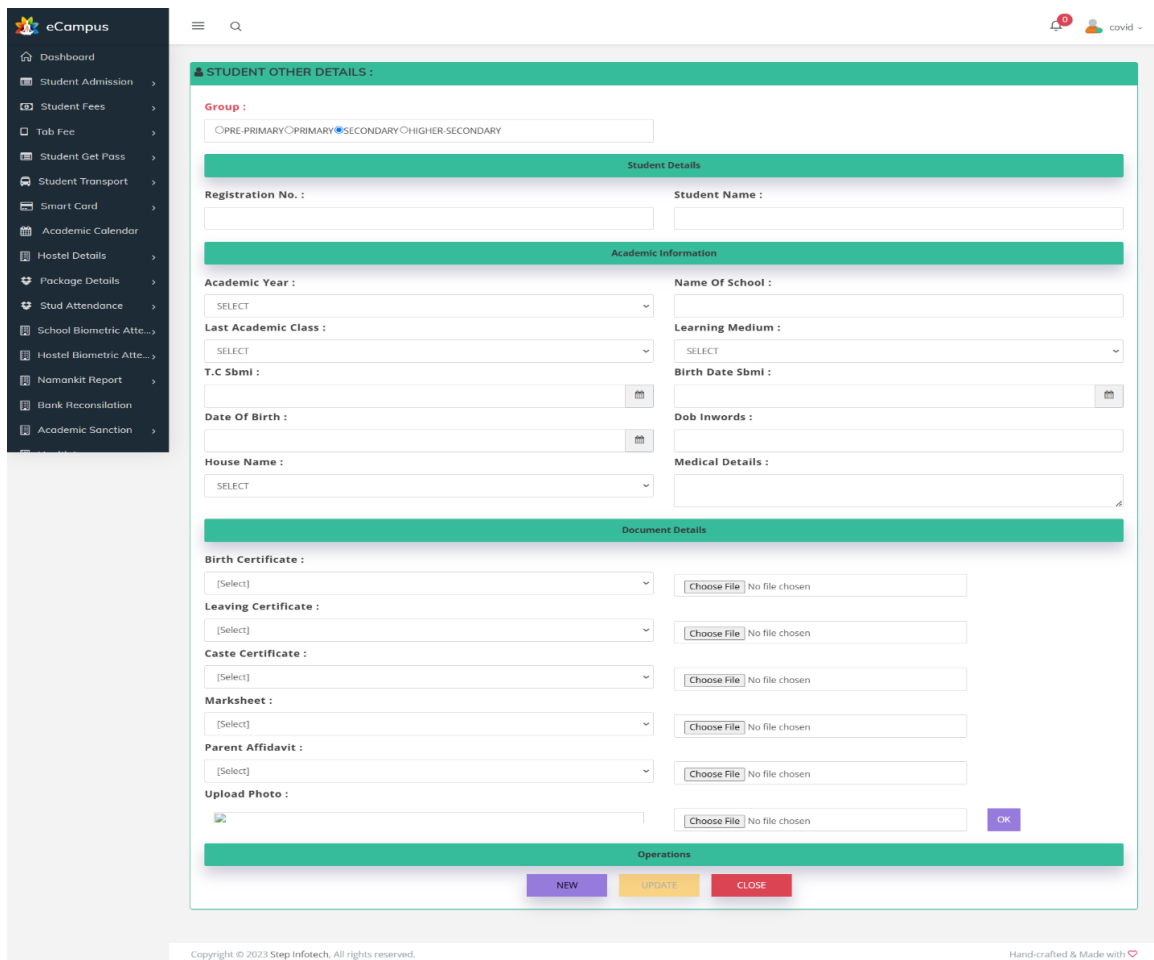 eCampus
0
covid
Dashboard
Student Admission
Student Fees
Tab Fee
Student Get Pass
Student Transport
Smart Card
Academic Calendar
Hostel Details
Package Details
Stud Attendance
School Biometric Atte...
Hostel Biometric Atte...
Namankit Report
Bank Reconsilation
Academic Sanction
STUDENT OTHER DETAILS :
Group :
PRE-PRIMARY PRIMARY SECONDARY HIGHER-SECONDARY
Student Details
Registration No. : Student Name :
Academic Information
Academic Year : Name Of School :
SELECT
Last Academic Class : Learning Medium :
SELECT SELECT
T.C Sbmi : Birth Date Sbmi :
Date Of Birth : Dob Inwords :
House Name : Medical Details :
SELECT
Document Details
Birth Certificate :
[Select] Choose File No file chosen
Leaving Certificate :
[Select] Choose File No file chosen
Caste Certificate :
[Select] Choose File No file chosen
Marksheet :
[Select] Choose File No file chosen
Parent Affidavit :
[Select] Choose File No file chosen
Upload Photo :
Choose File No file chosen OK
Operations
NEW UPDATE CLOSE
Copyright © 2023 Step Infotech, All rights reserved. Hand-crafted & Made with